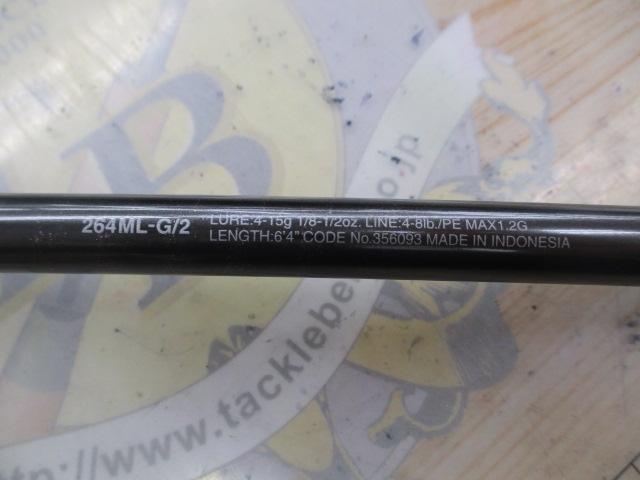 264ML-G/2
LURE:4-15g 1/8-1/2oz. LINE:4-8lb./PE MAX1.2G
LENGTH:6'4" CODE No.356093 MADE IN INDONESIA
http://www.tacklebe
o.jp
B